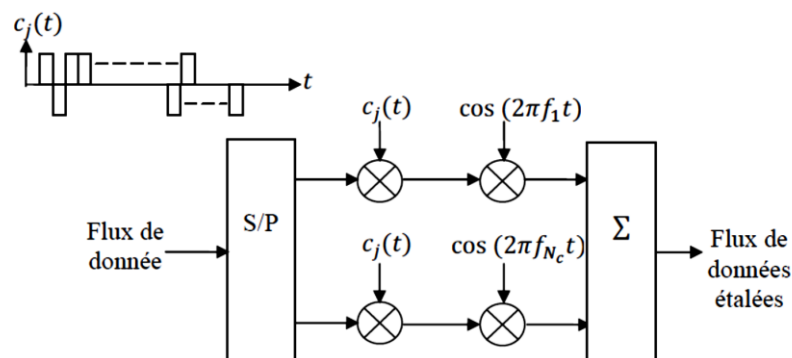 c_j(t)
t
c_j(t)
cos (2πf_1t)
S/P
Σ
Flux de
donnée
c_j(t)
cos (2πf_{N_c}t)
Flux de
données
étalées